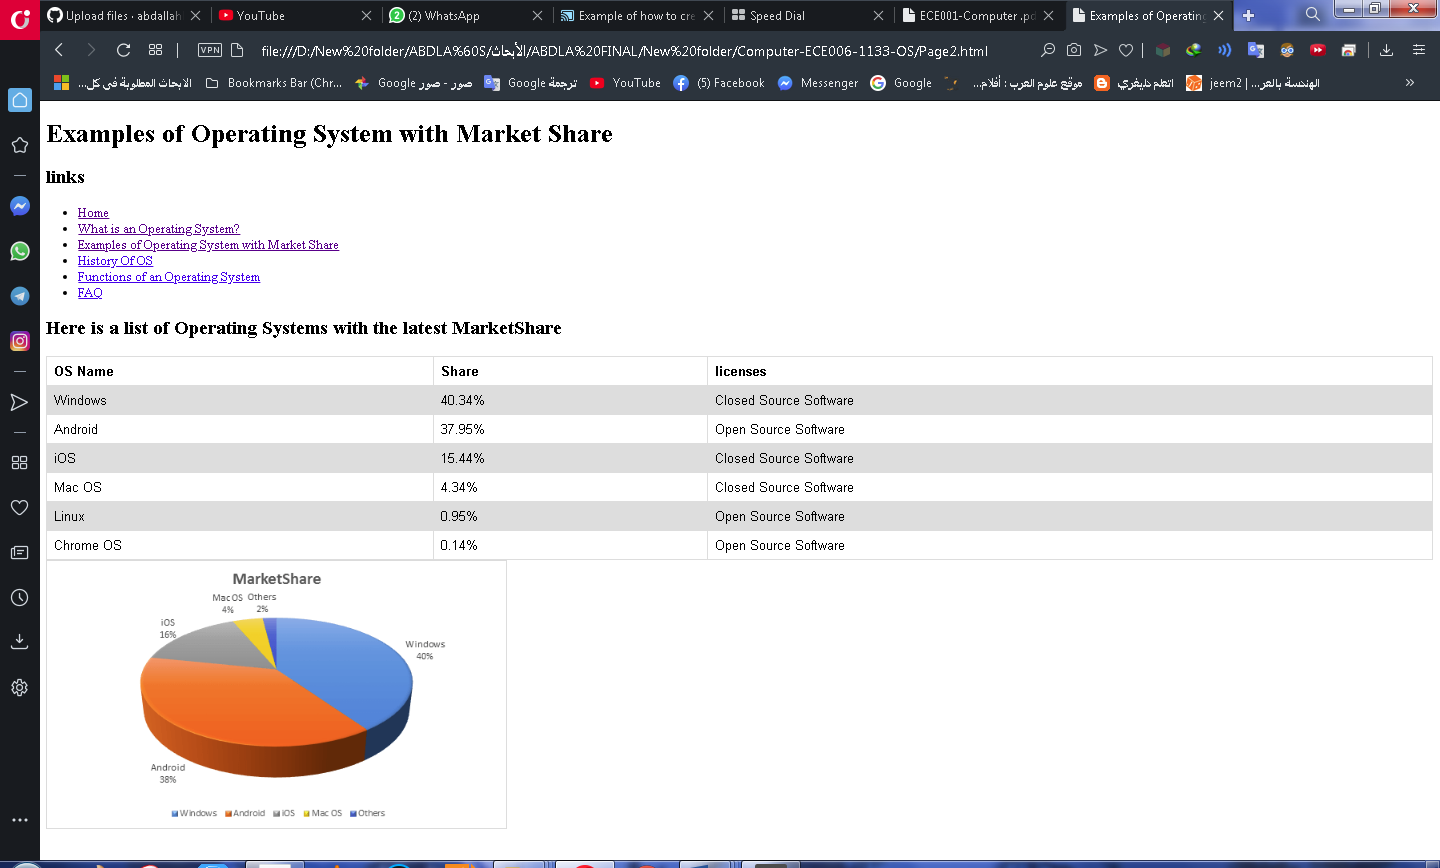 Upload files · abdallah
YouTube
(2) WhatsApp
Example of how to cre
Speed Dial
ECE001-Computer .pd
Examples of Operating
VPN
file:///D:/New%20folder/ABDLA%60S/الأبحاث/ABDLA%20FINAL/New%20folder/Computer-ECE006-1133-OS/Page2.html
الابحاث المطلوبة فى كل...
Bookmarks Bar (Chr...
Google صور - صور
Google ترجمة
YouTube
(5) Facebook
Messenger
Google
موقع علوم العرب : أفلام...
اتعلم دليفري
jeem2 | الهندسة بالعر...
»
Examples of Operating System with Market Share
links
• Home
• What is an Operating System?
• Examples of Operating System with Market Share
• History Of OS
• Functions of an Operating System
• FAQ
Here is a list of Operating Systems with the latest MarketShare
OS Name Share licenses
Windows 40.34% Closed Source Software
Android 37.95% Open Source Software
iOS 15.44% Closed Source Software
Mac OS 4.34% Closed Source Software
Linux 0.95% Open Source Software
Chrome OS 0.14% Open Source Software
MarketShare
Mac OS
4%
Others
2%
iOS
16%
Windows
40%
Android
38%
Windows Android iOS Mac OS Others